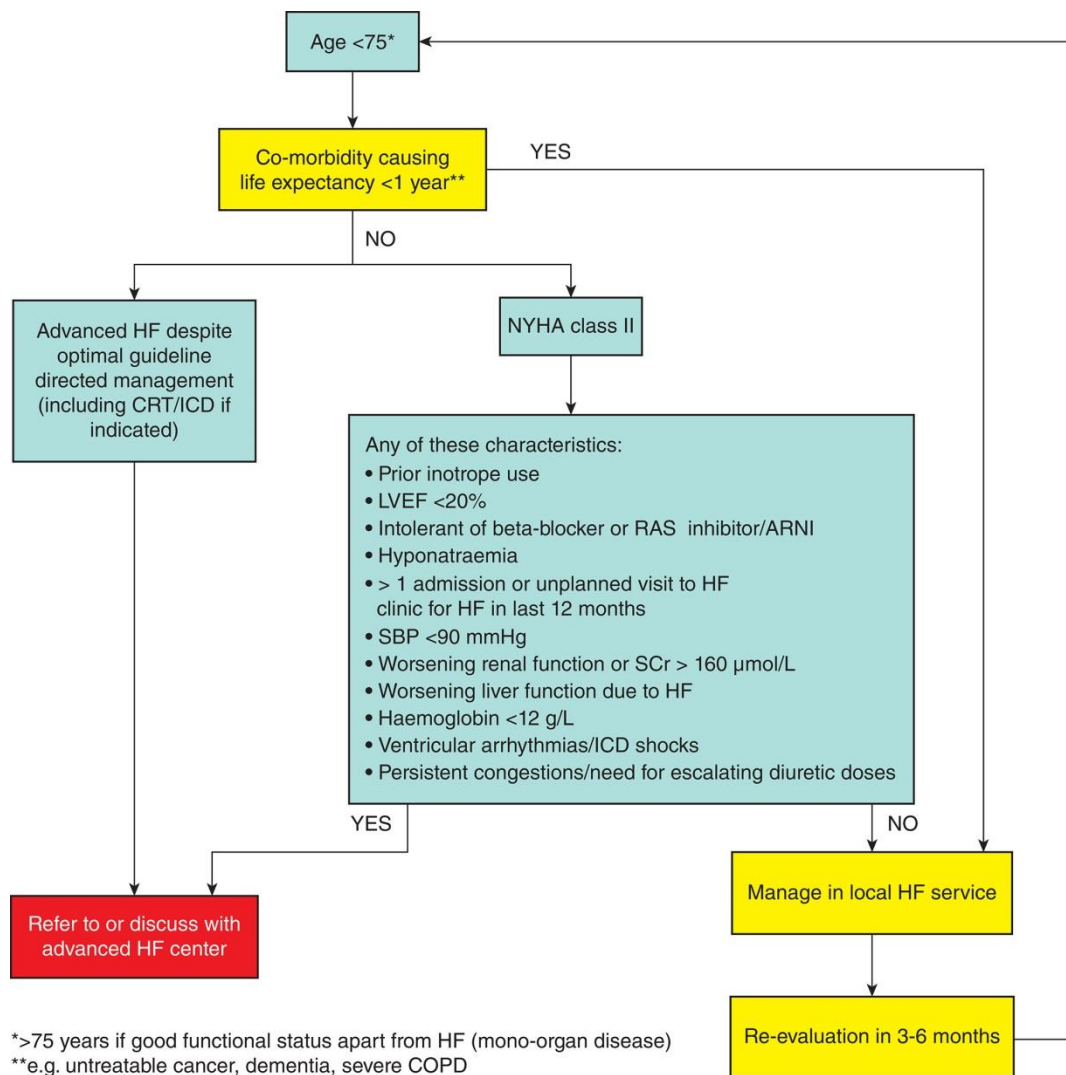 Age <75*
Co-morbidity causing
life expectancy <1 year**
YES
NO
Advanced HF despite
optimal guideline
directed management
(including CRT/ICD if
indicated)
NYHA class II
Any of these characteristics:
• Prior inotrope use
• LVEF <20%
• Intolerant of beta-blocker or RAS inhibitor/ARNI
• Hyponatraemia
• > 1 admission or unplanned visit to HF
clinic for HF in last 12 months
• SBP <90 mmHg
• Worsening renal function or SCr > 160 µmol/L
• Worsening liver function due to HF
• Haemoglobin <12 g/L
• Ventricular arrhythmias/ICD shocks
• Persistent congestions/need for escalating diuretic doses
YES
NO
Refer to or discuss with
advanced HF center
Manage in local HF service
Re-evaluation in 3-6 months
*>75 years if good functional status apart from HF (mono-organ disease)
**e.g. untreatable cancer, dementia, severe COPD